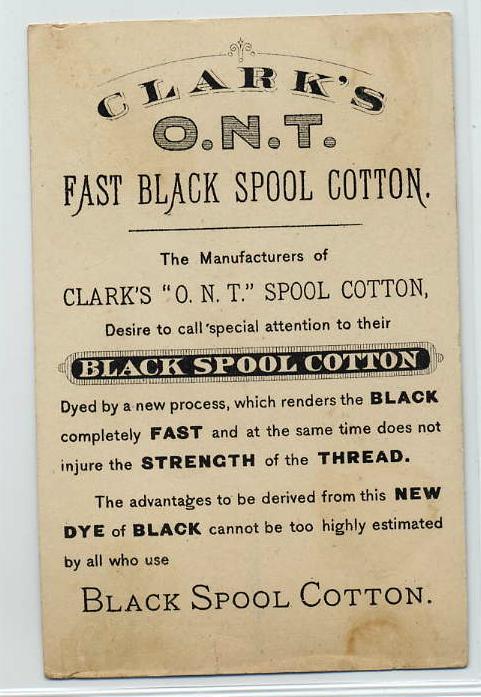 CLARK'S
O.N.T.
FAST BLACK SPOOL COTTON.
The Manufacturers of
CLARK'S "O. N. T." SPOOL COTTON,
Desire to call special attention to their
BLACK SPOOL COTTON
Dyed by a new process, which renders the BLACK
completely FAST and at the same time does not
injure the STRENGTH of the THREAD.
The advantages to be derived from this NEW
DYE of BLACK cannot be too highly estimated
by all who use
BLACK SPOOL COTTON.